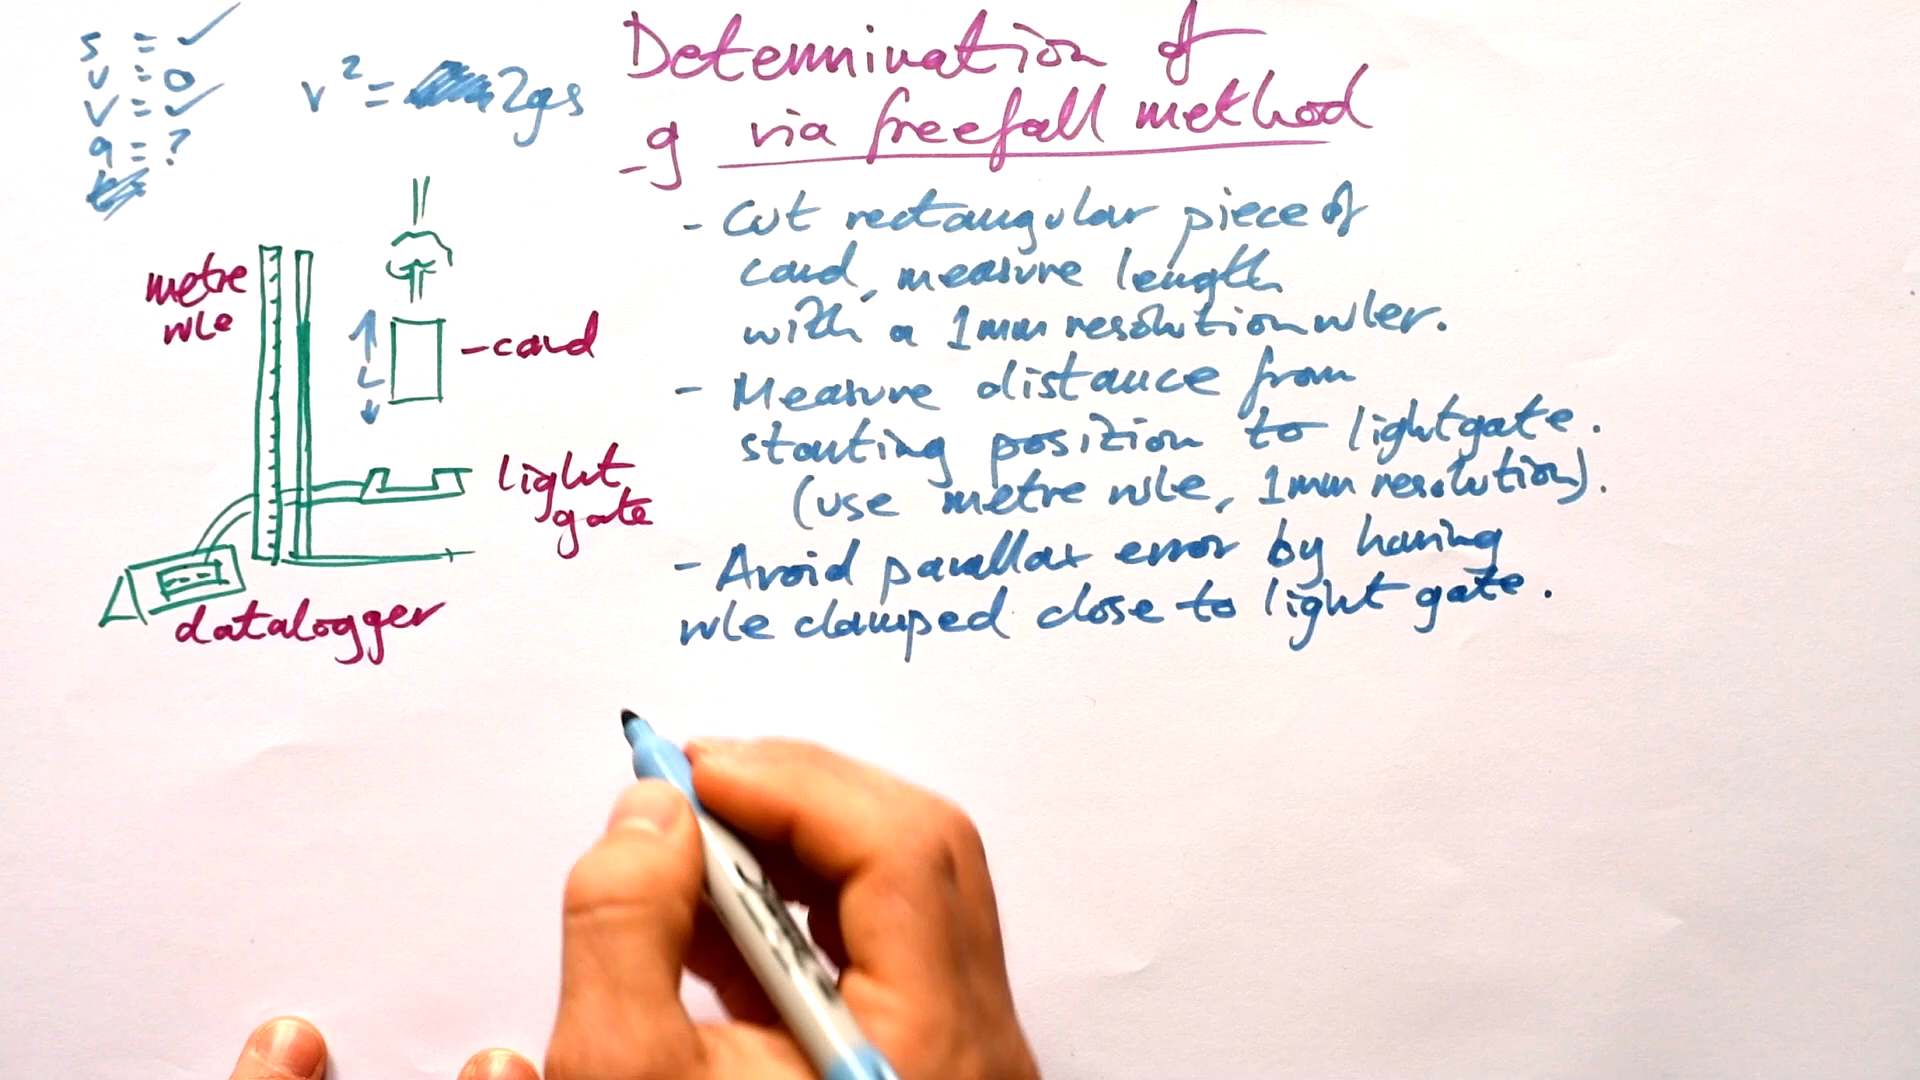 s = ✓
u = 0
v = ✓
a = ?
v² = 2gs
Determination of
g via freefall method
- Cut rectangular piece of
card, measure length
with a 1mm resolution ruler.
- Measure distance from
starting position to lightgate.
(use metre rule, 1mm resolution).
- Avoid parallax error by having
rule clamped close to light gate.
metre
rule
L
-card
light
gate
datalogger